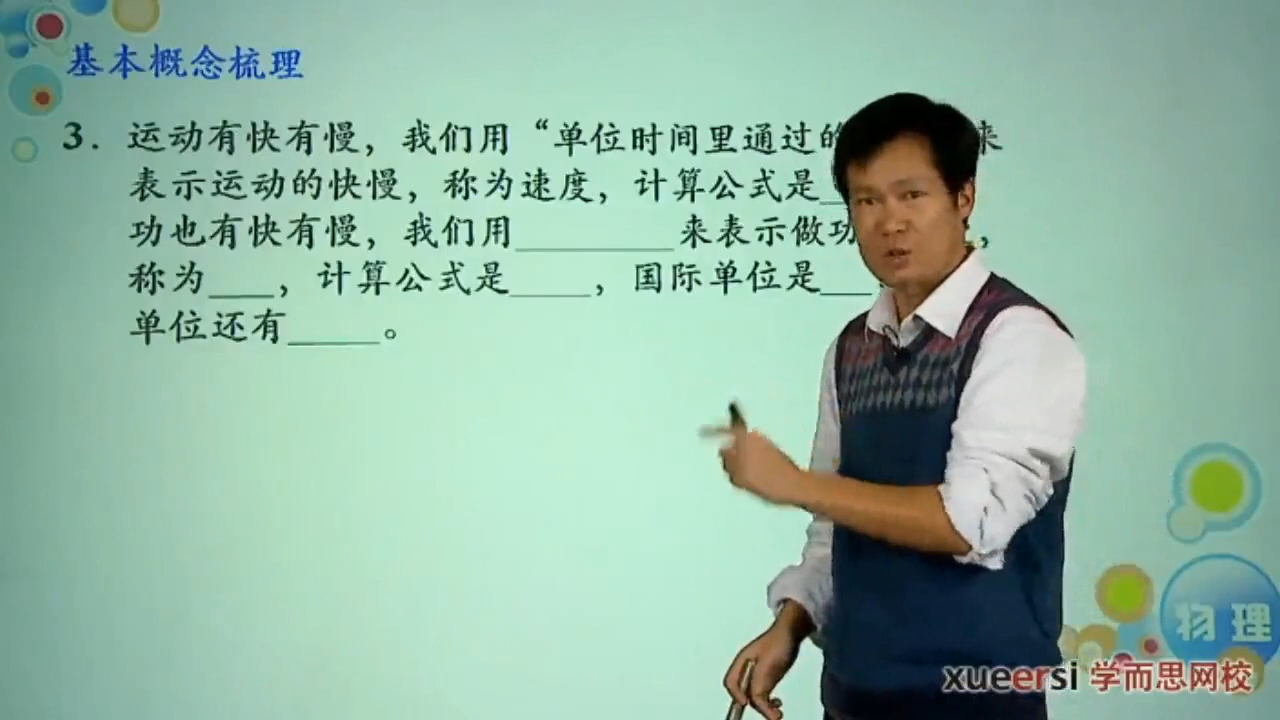 基本概念梳理
3．运动有快有慢，我们用“单位时间里通过的 来
表示运动的快慢，称为速度，计算公式是__
功也有快有慢，我们用________来表示做功 ，
称为___，计算公式是____，国际单位是___
单位还有____。
物理
xueersi 学而思网校